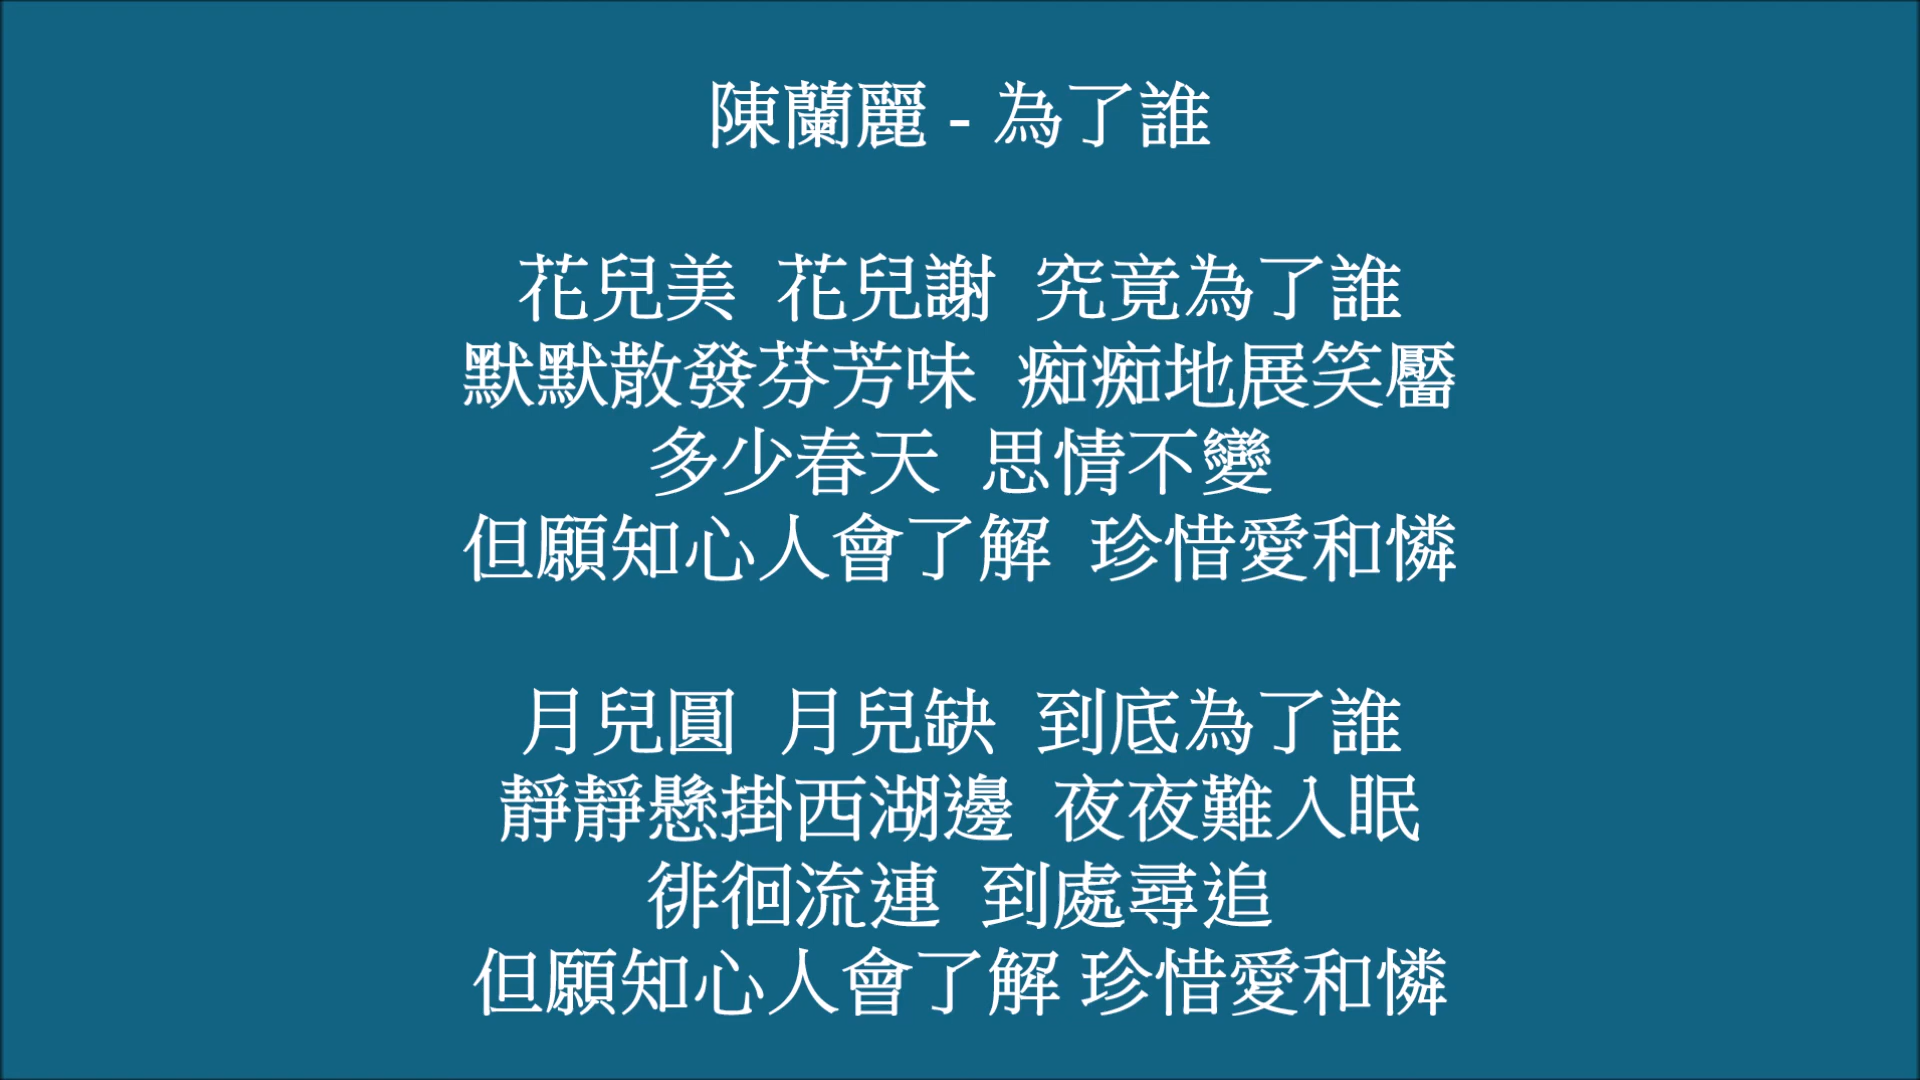 陳蘭麗 - 為了誰
花兒美 花兒謝 究竟為了誰
默默散發芬芳味 痴痴地展笑靨
多少春天 思情不變
但願知心人會了解 珍惜愛和憐
月兒圓 月兒缺 到底為了誰
靜靜懸掛西湖邊 夜夜難入眠
徘徊流連 到處尋追
但願知心人會了解 珍惜愛和憐